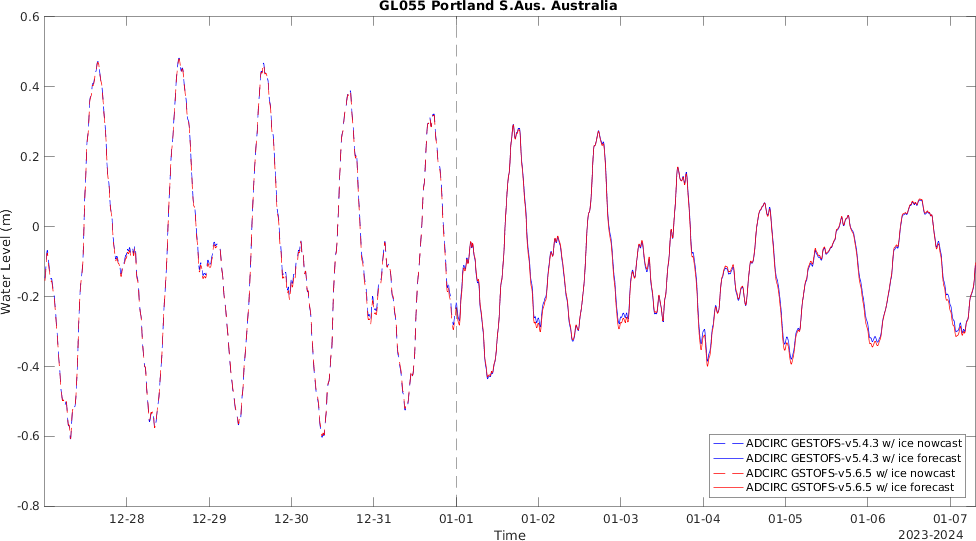 GL055 Portland S.Aus. Australia
0.6
0.4
0.2
0
-0.2
-0.4
-0.6
-0.8
Water Level (m)
12-28
12-29
12-30
12-31
01-01
01-02
01-03
01-04
01-05
01-06
01-07
Time
2023-2024
ADCIRC GESTOFS-v5.4.3 w/ ice nowcast
ADCIRC GESTOFS-v5.4.3 w/ ice forecast
ADCIRC GSTOFS-v5.6.5 w/ ice nowcast
ADCIRC GSTOFS-v5.6.5 w/ ice forecast